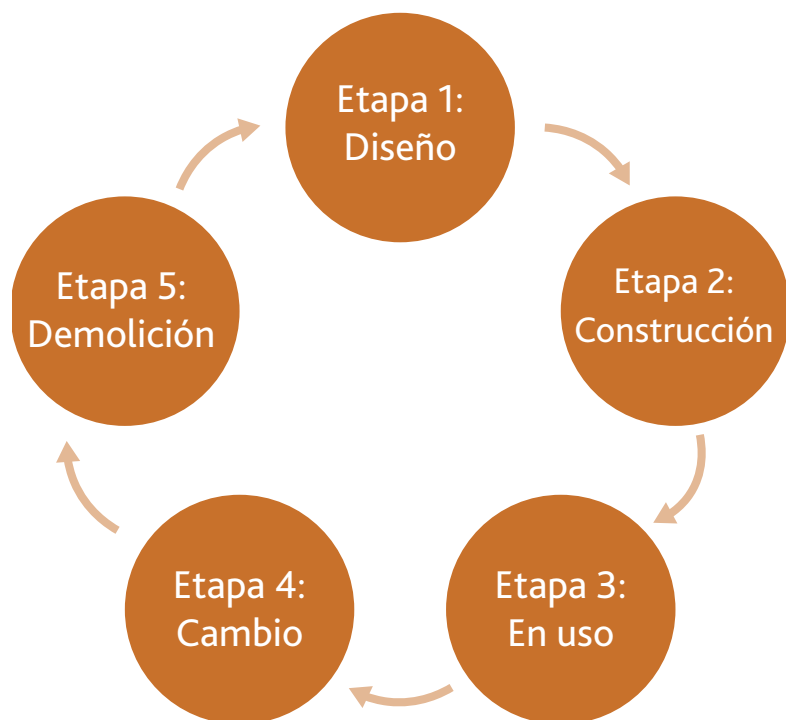 Etapa 1:
Diseño
Etapa 2:
Construcción
Etapa 3:
En uso
Etapa 4:
Cambio
Etapa 5:
Demolición